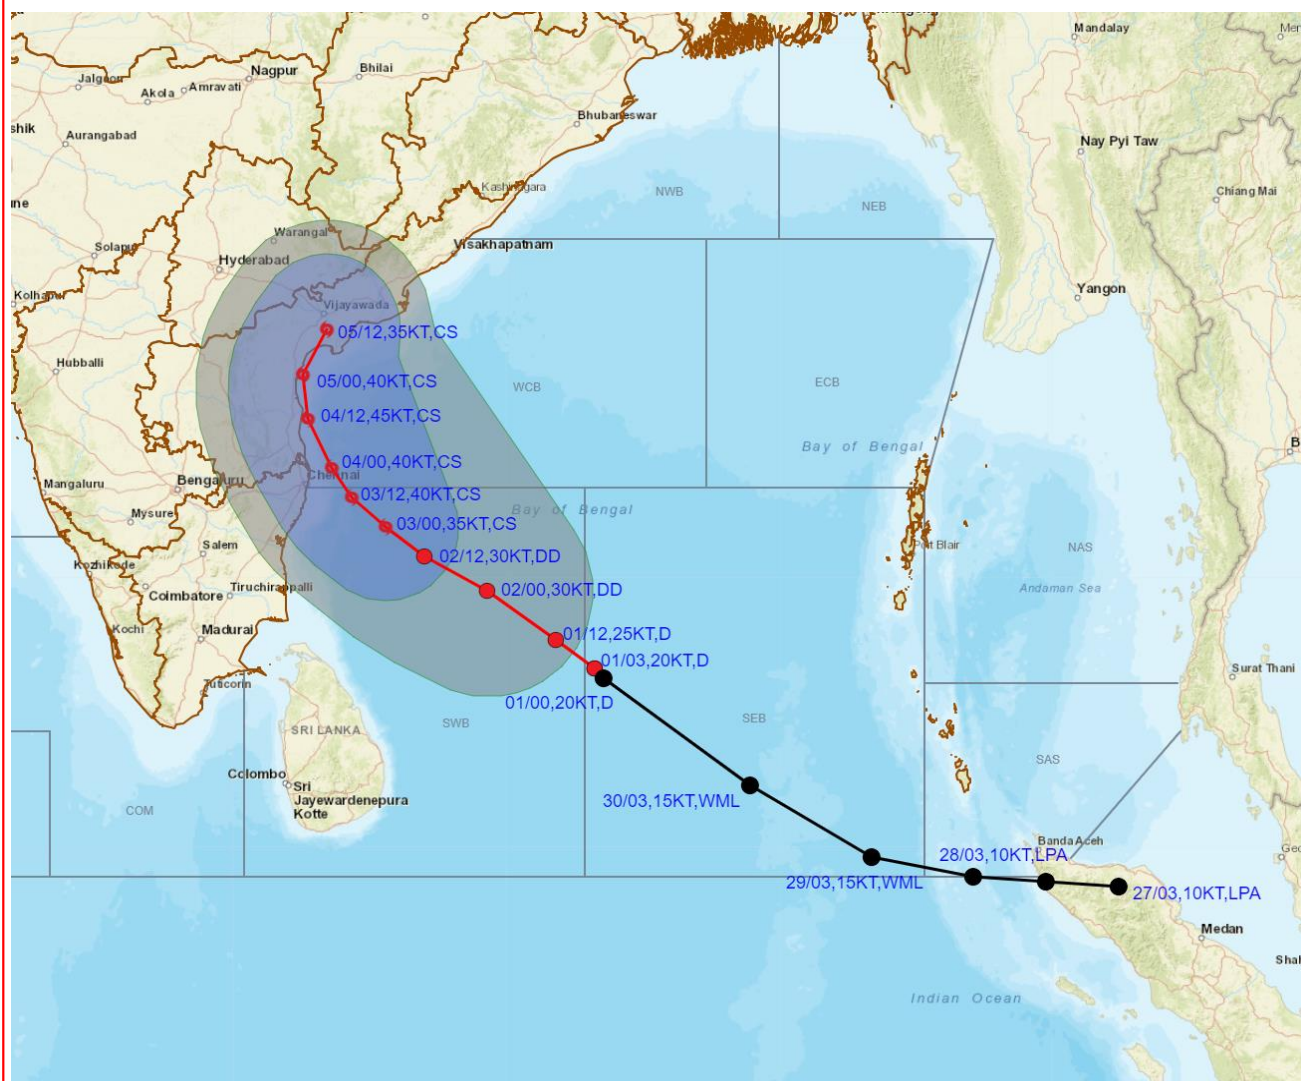 Mandalay
Nagpur
Bhilai
Jalgaon
Akola
Amravati
shik
Aurangabad
Bhubaneswar
Nay Pyi Taw
Chiang Mai
NWB
NEB
une
Warangal
Solapur
Hyderabad
Visakhapatnam
Kolhapur
Vijayawada
Yangon
05/12,35KT,CS
Hubballi
05/00,40KT,CS
WCB
ECB
04/12,45KT,CS
Bay of Bengal
04/00,40KT,CS
Chennai
Mangaluru
Bengaluru
03/12,40KT,CS
Mysure
Bay of Bengal
03/00,35KT,CS
Salem
02/12,30KT,DD
Port Blair
NAS
Kozhikode
Coimbatore
Tiruchirappalli
02/00,30KT,DD
Andaman Sea
Kochi
Madurai
01/12,25KT,D
01/03,20KT,D
Surat Thani
Tuticorin
01/00,20KT,D
SWB
SEB
SRI LANKA
SAS
Colombo
Sri
Jayewardenepura
Kotte
30/03,15KT,WML
COM
Banda Aceh
28/03,10KT,LPA
29/03,15KT,WML
27/03,10KT,LPA
Medan
Indian Ocean